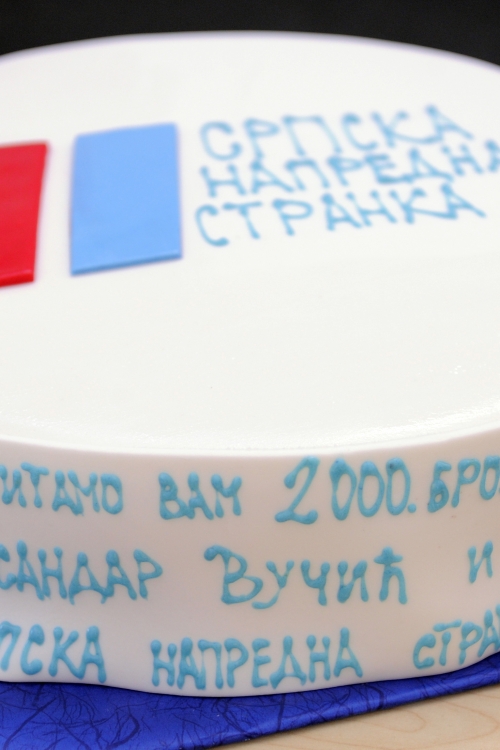 СРПСКА
НАПРЕДНА
СТРАНКА
ИТАМО ВАМ 2000. БРО
САНДАР Вучић И
ПСКА НАПРЕДНА СТРА